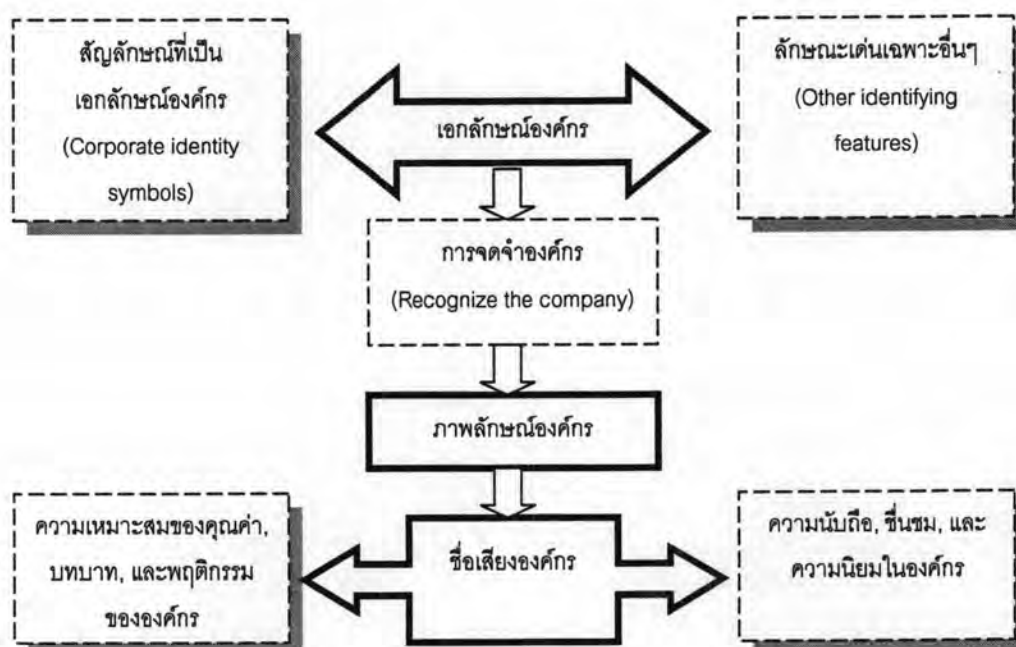 สัญลักษณ์ที่เป็น
เอกลักษณ์องค์กร
(Corporate identity
symbols)
เอกลักษณ์องค์กร
ลักษณะเด่นเฉพาะอื่นๆ
(Other identifying
features)
การจดจำองค์กร
(Recognize the company)
ภาพลักษณ์องค์กร
ความเหมาะสมของคุณค่า,
บทบาท, และพฤติกรรม
ขององค์กร
ชื่อเสียงองค์กร
ความนับถือ, ชื่นชม, และ
ความนิยมในองค์กร